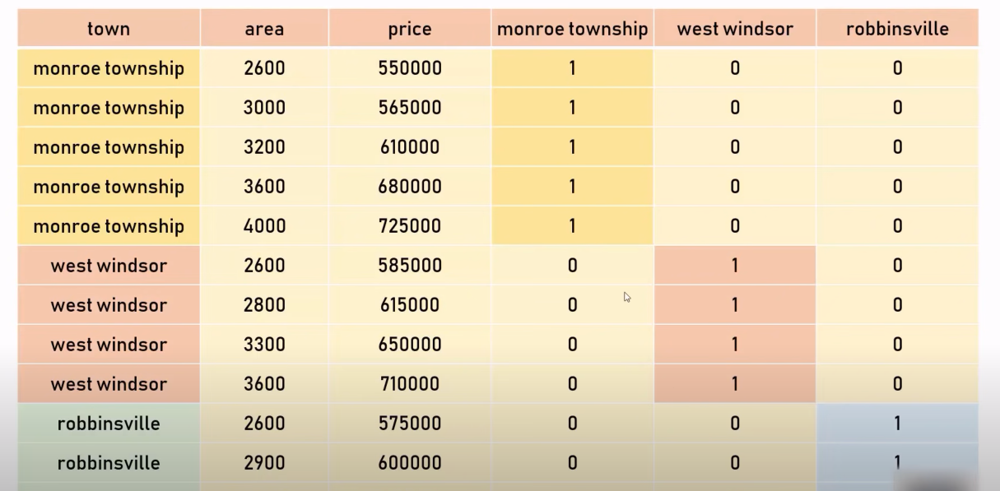 town area price monroe township west windsor robbinsville
monroe township 2600 550000 1 0 0
monroe township 3000 565000 1 0 0
monroe township 3200 610000 1 0 0
monroe township 3600 680000 1 0 0
monroe township 4000 725000 1 0 0
west windsor 2600 585000 0 1 0
west windsor 2800 615000 0 1 0
west windsor 3300 650000 0 1 0
west windsor 3600 710000 0 1 0
robbinsville 2600 575000 0 0 1
robbinsville 2900 600000 0 0 1